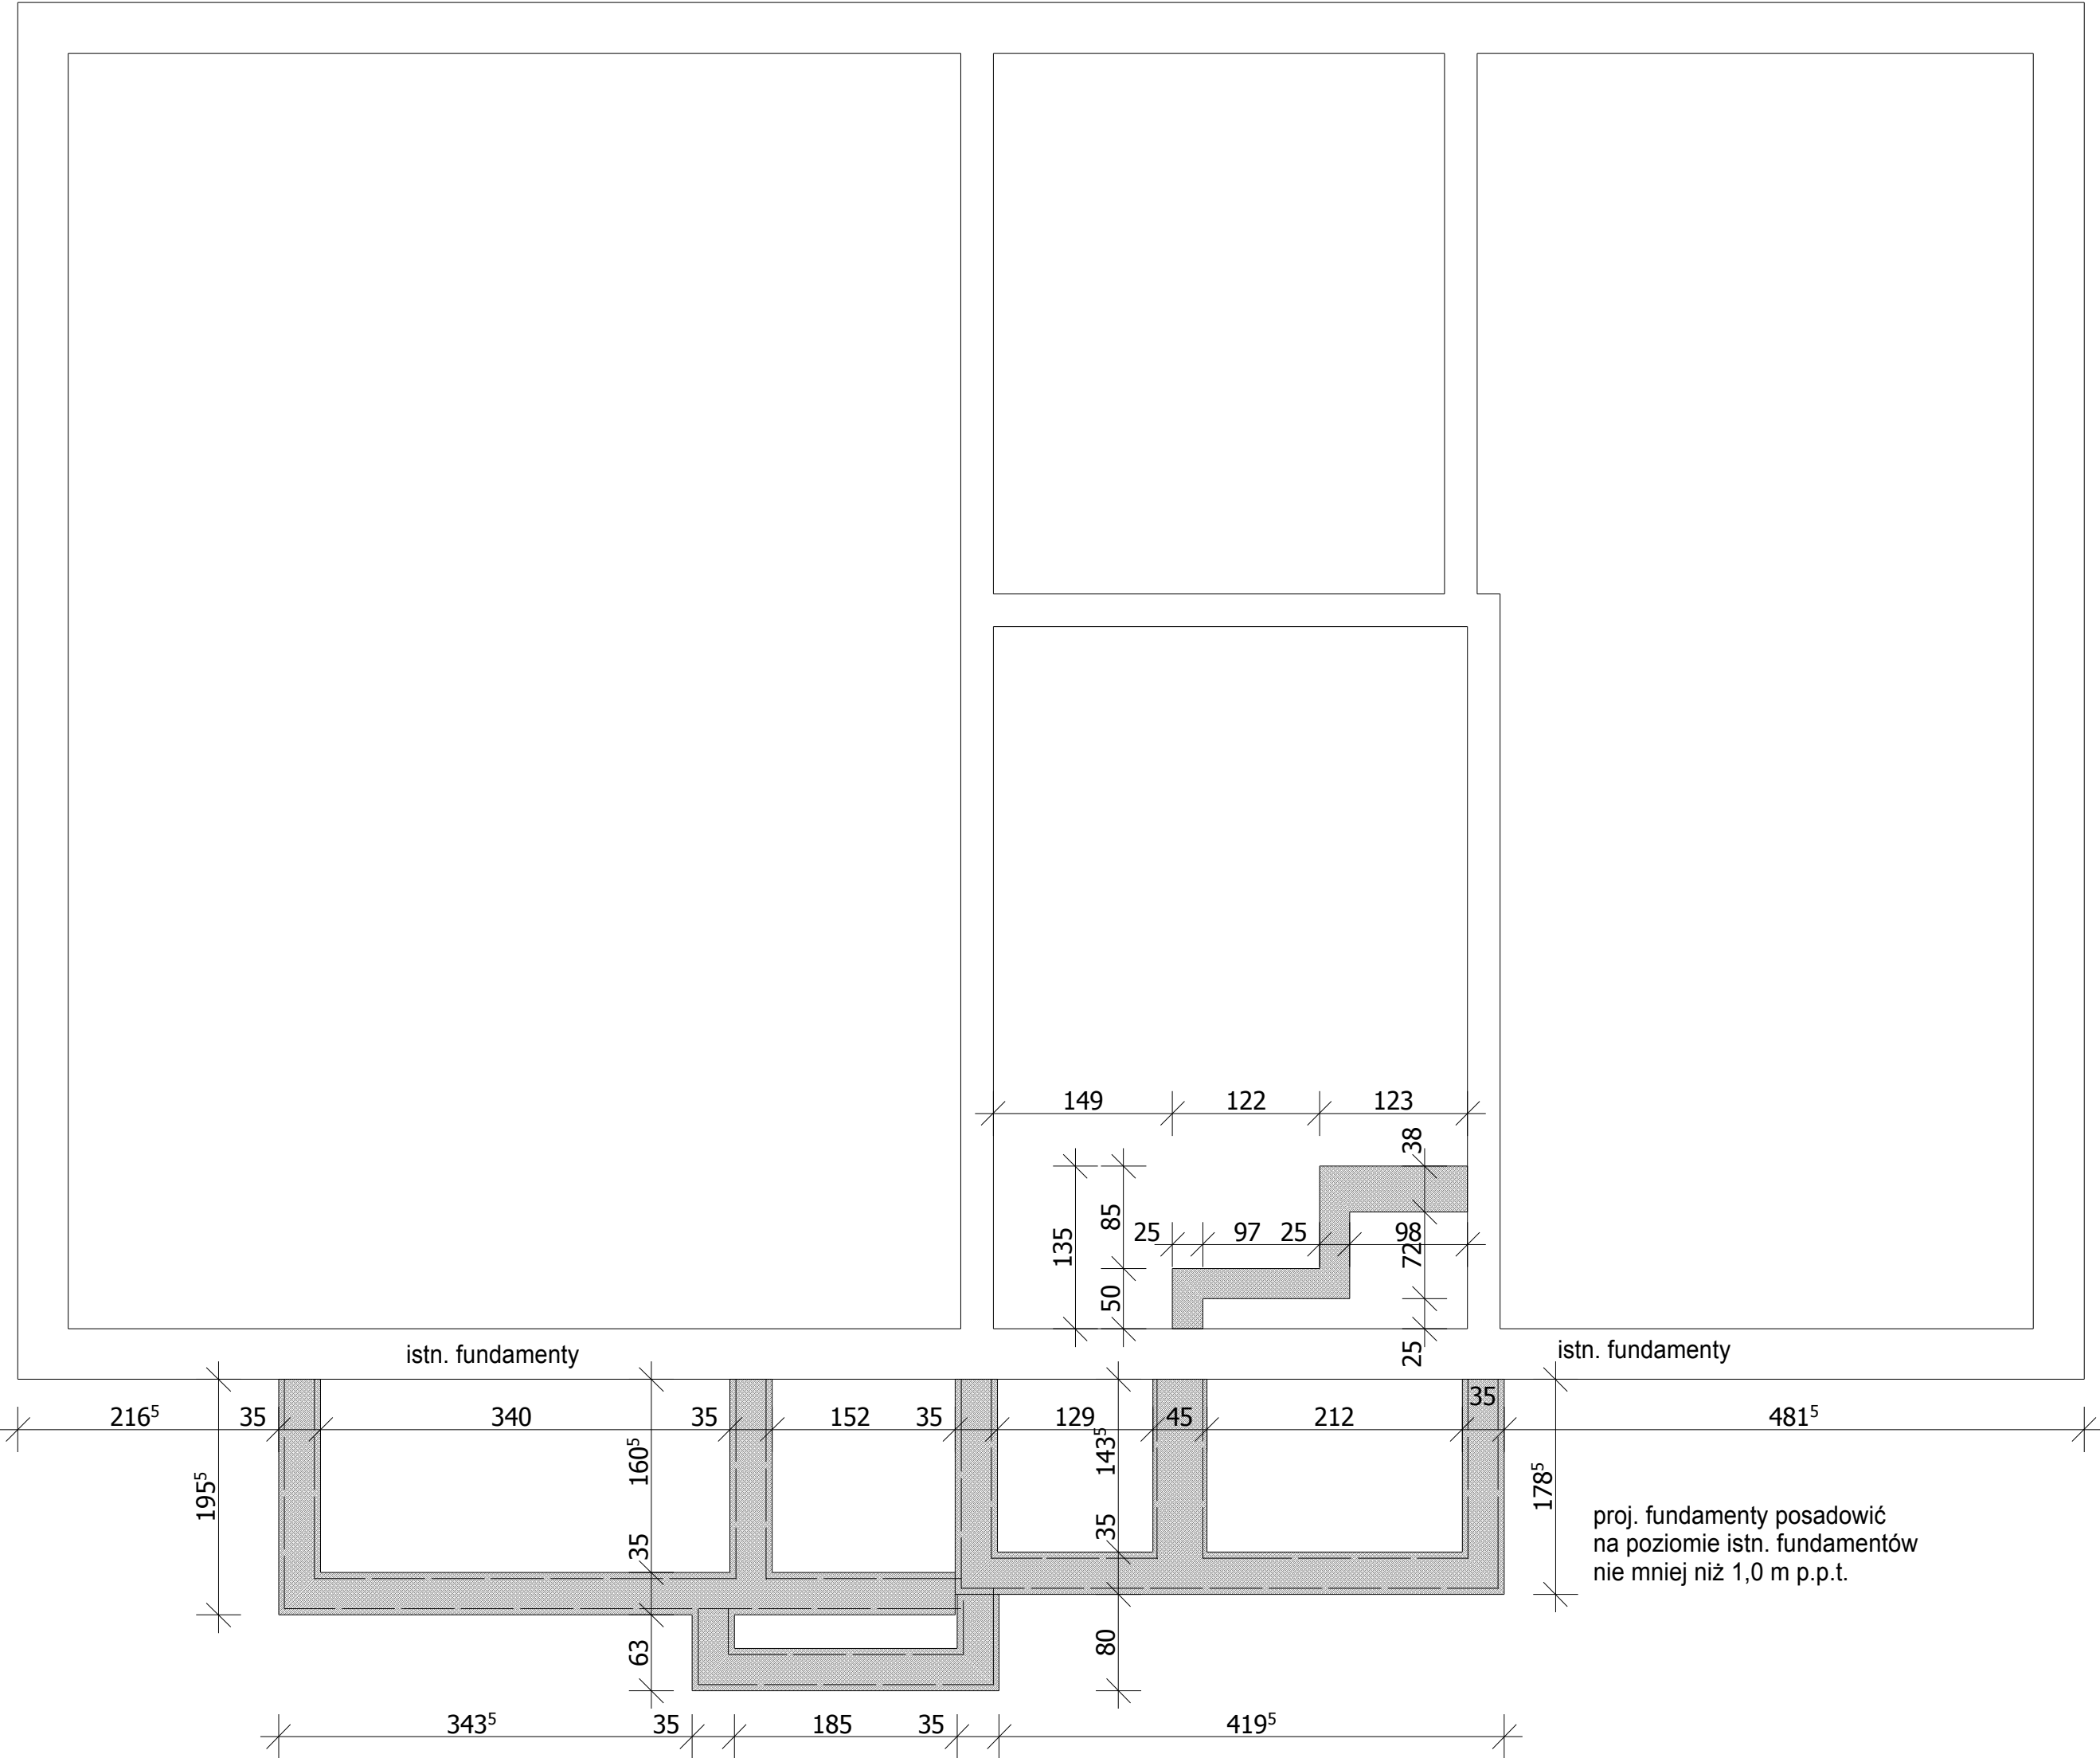 149 122 123
38
85
135
25 97 25 98
72
50
25
istn. fundamenty
istn. fundamenty
35
216⁵ 35 340 35 152 35 129 45 212 481⁵
160⁵
143⁵
195⁵
178⁵
35
35
proj. fundamenty posadowić
na poziomie istn. fundamentów
nie mniej niż 1,0 m p.p.t.
63
80
343⁵ 35 185 35 419⁵